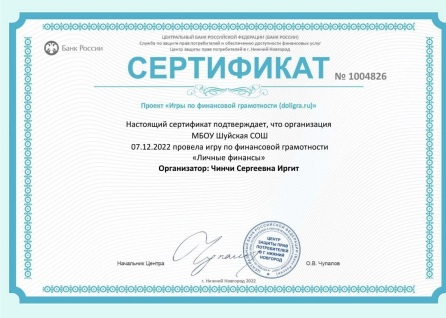 ЦЕНТРАЛЬНЫЙ БАНК РОССИЙСКОЙ ФЕДЕРАЦИИ (БАНК РОССИИ)
Служба по защите прав потребителей и обеспечению доступности финансовых услуг
Центр защиты прав потребителей в г. Нижний Новгород
Банк России
СЕРТИФИКАТ № 1004826
Проект «Игры по финансовой грамотности (doligra.ru)»
Настоящий сертификат подтверждает, что организация
МБОУ Шуйская СОШ
07.12.2022 провела игру по финансовой грамотности
«Личные финансы»
Организатор: Чинчи Сергеевна Иргит
ЦЕНТР
ЗАЩИТЫ ПРАВ
ПОТРЕБИТЕЛЕЙ
В Г. НИЖНИЙ
НОВГОРОД
Начальник Центра
О.В. Чупалов
г. Нижний Новгород 2022